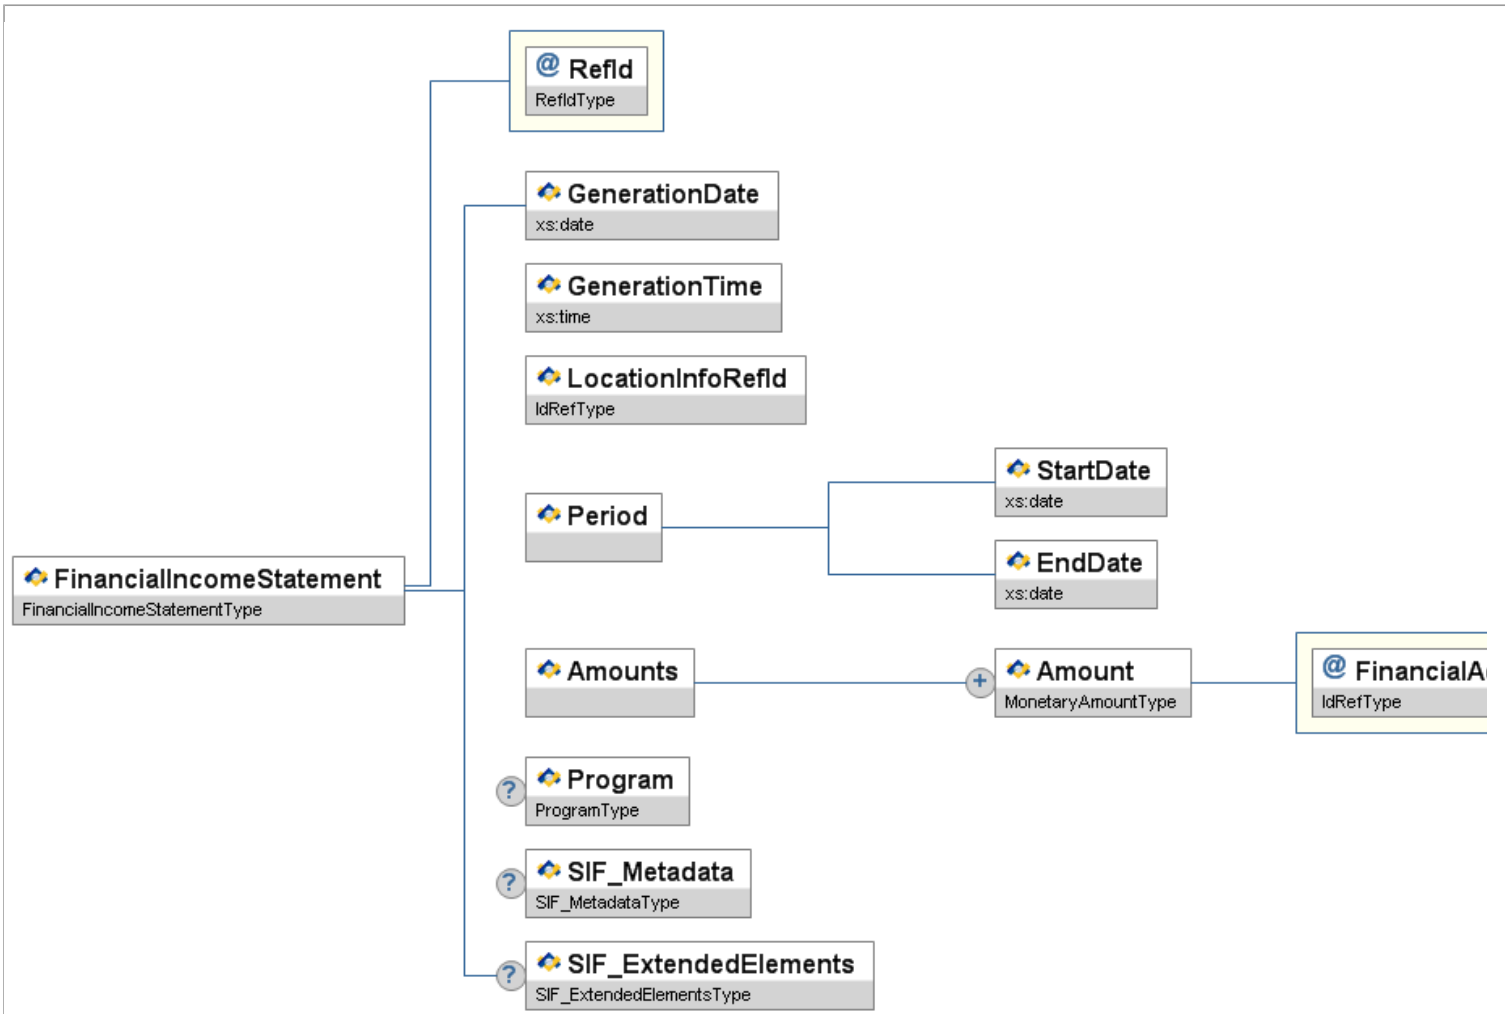 @ RefId
RefIdType
GenerationDate
xs:date
GenerationTime
xs:time
LocationInfoRefId
IdRefType
Period
StartDate
xs:date
EndDate
xs:date
FinancialIncomeStatement
FinancialIncomeStatementType
Amounts
+
Amount
MonetaryAmountType
@ FinancialA
IdRefType
?
Program
ProgramType
?
SIF_Metadata
SIF_MetadataType
?
SIF_ExtendedElements
SIF_ExtendedElementsType